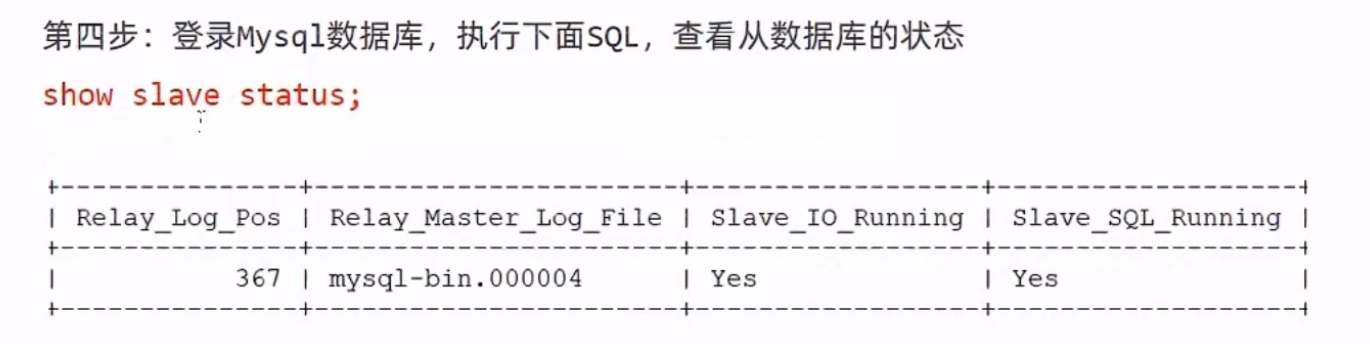 第四步：登录Mysql数据库，执行下面SQL，查看从数据库的状态
show slave status;
+---------------+-----------------------+------------------+-------------------+
| Relay_Log_Pos | Relay_Master_Log_File | Slave_IO_Running | Slave_SQL_Running |
+---------------+-----------------------+------------------+-------------------+
|           367 | mysql-bin.000004      | Yes              | Yes               |
+---------------+-----------------------+------------------+-------------------+